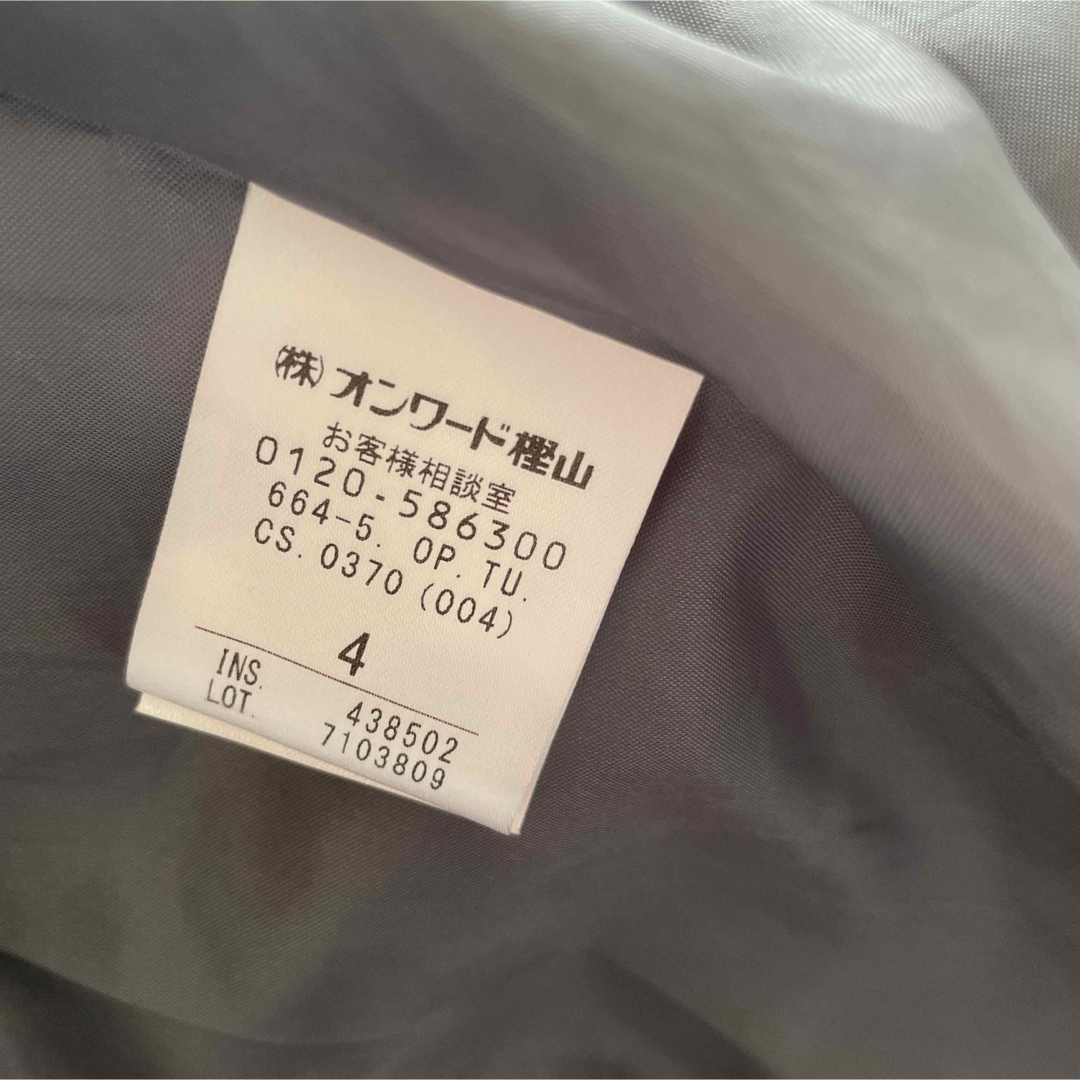 (株)オンワード樫山
お客様相談室
0120-586300
664-5. OP. TU.
CS. 0370 (004)
4
INS. 438502
LOT. 7103809